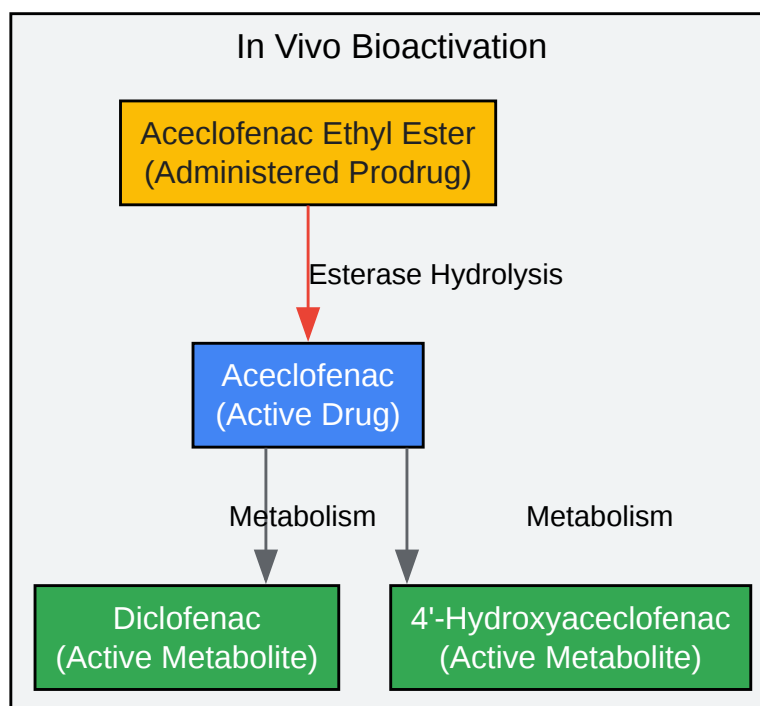 In Vivo Bioactivation
Aceclofenac Ethyl Ester
(Administered Prodrug)
Esterase Hydrolysis
Aceclofenac
(Active Drug)
Metabolism
Metabolism
Diclofenac
(Active Metabolite)
4'-Hydroxyaceclofenac
(Active Metabolite)